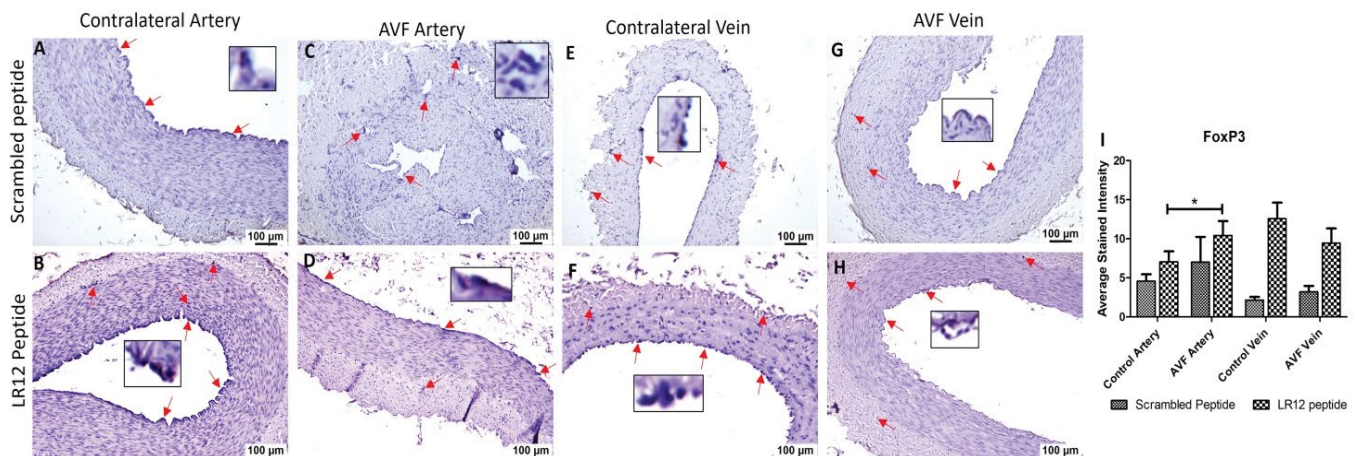 Contralateral Artery
AVF Artery
Contralateral Vein
AVF Vein
Scrambled peptide
LR12 Peptide
A
100 µm
C
100 µm
E
100 µm
G
100 µm
B
100 µm
D
100 µm
F
100 µm
H
100 µm
I
FoxP3
Average Stained Intensity
20
15
10
5
0
*
Control Artery
AVF Artery
Control Vein
AVF Vein
Scrambled Peptide
LR12 peptide